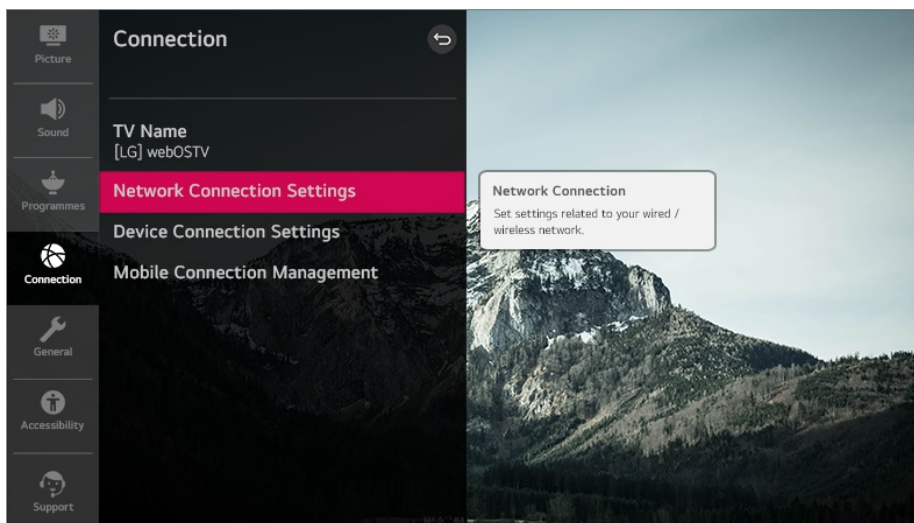 Picture
Sound
Programmes
Connection
General
Accessibility
Support
Connection
TV Name
[LG] webOSTV
Network Connection Settings
Device Connection Settings
Mobile Connection Management
Network Connection
Set settings related to your wired /
wireless network.